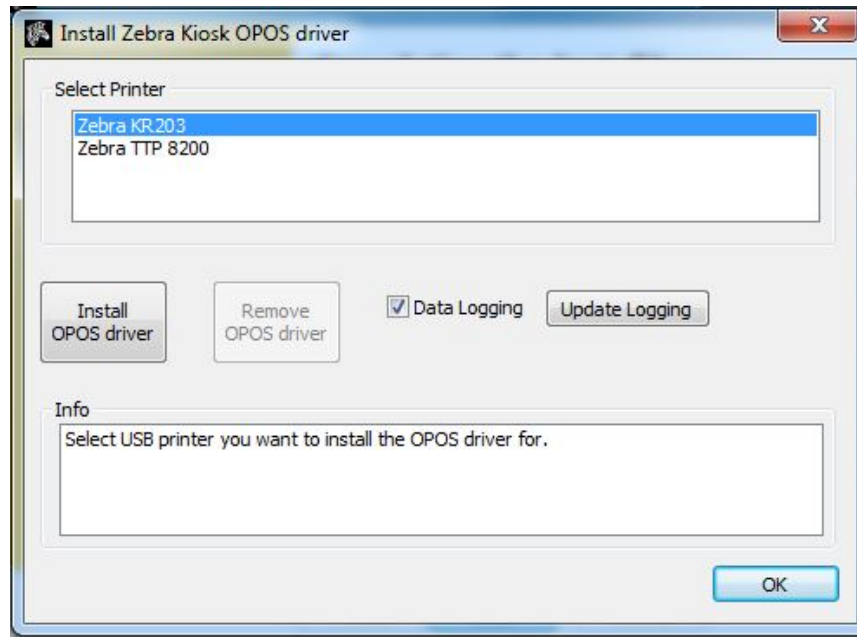 Install Zebra Kiosk OPOS driver
Select Printer
Zebra KR203
Zebra TTP 8200
Install
OPOS driver
Remove
OPOS driver
Data Logging
Update Logging
Info
Select USB printer you want to install the OPOS driver for.
OK